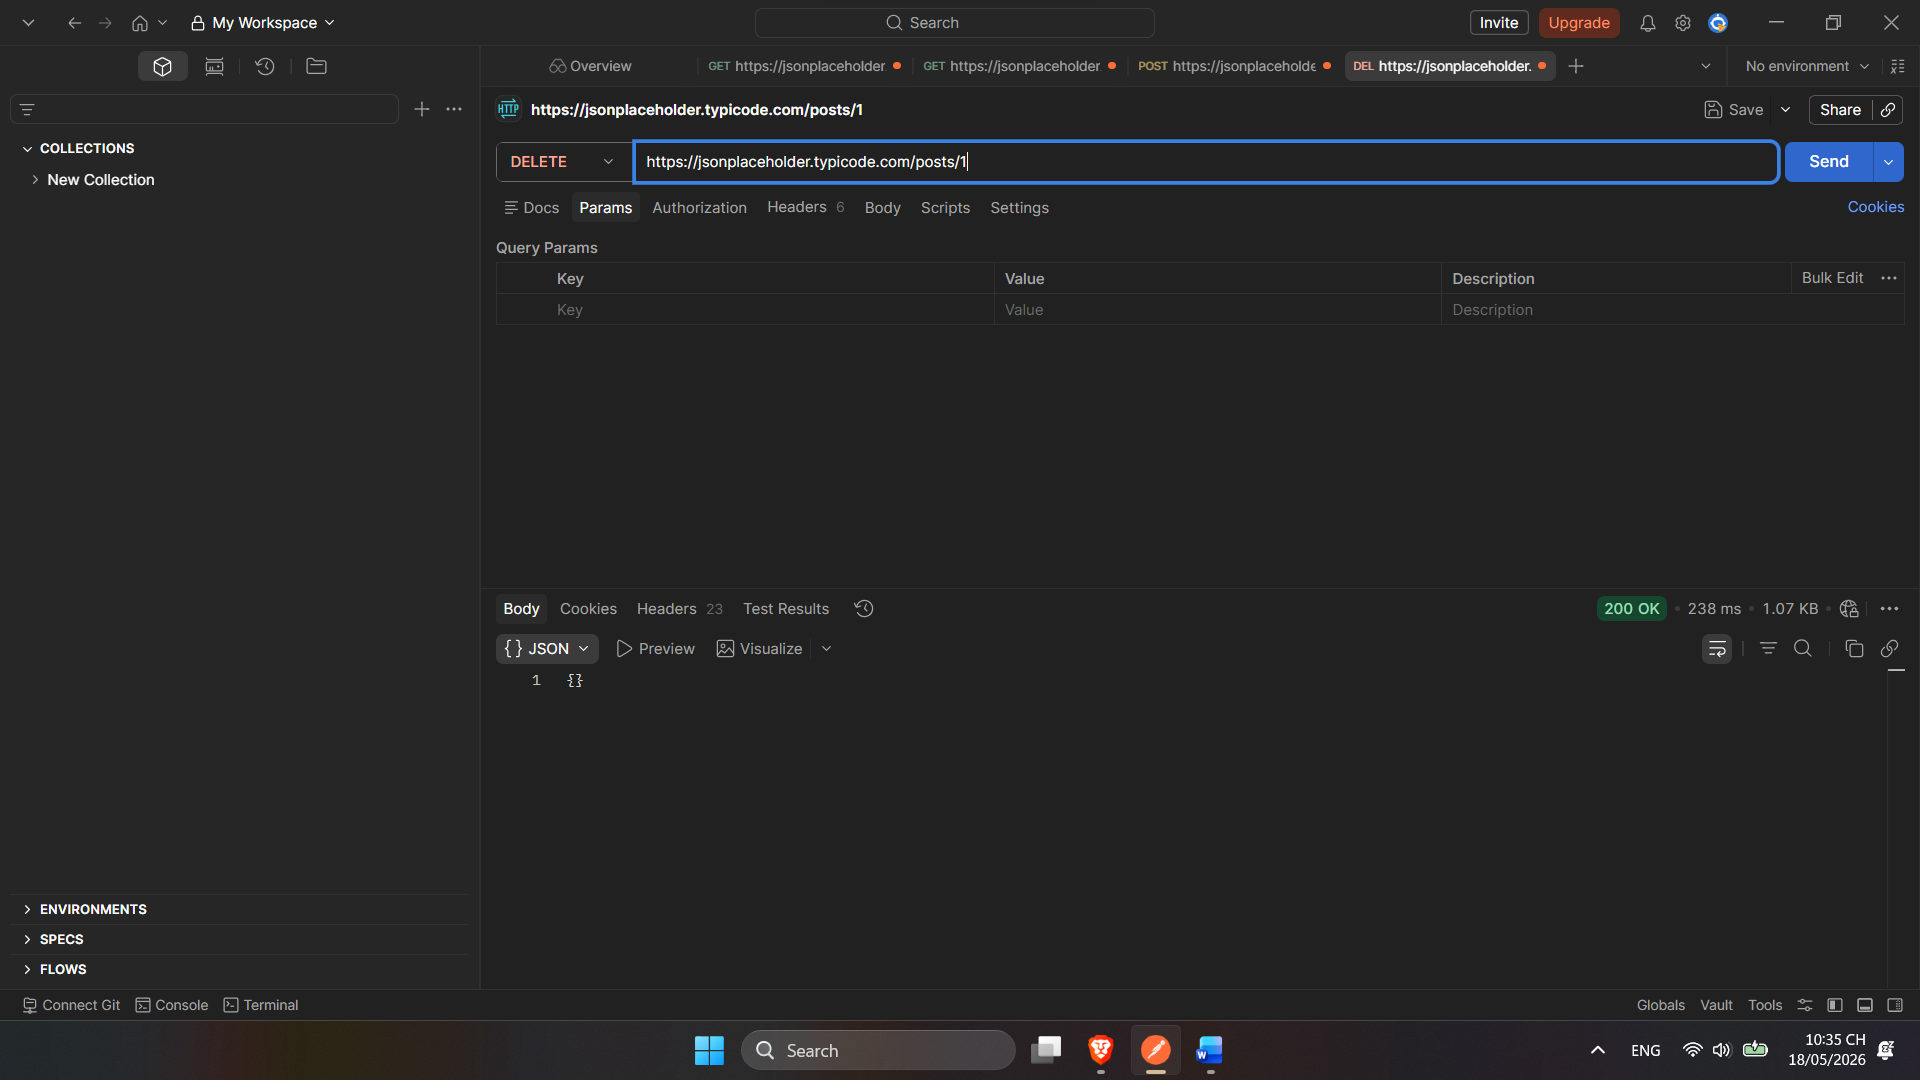 My Workspace
Search
Invite
Upgrade
Overview
GET https://jsonplaceholder
GET https://jsonplaceholder
POST https://jsonplaceholde
DEL https://jsonplaceholder.
No environment
HTTP https://jsonplaceholder.typicode.com/posts/1
Save
Share
COLLECTIONS
New Collection
DELETE
https://jsonplaceholder.typicode.com/posts/1
Send
Docs Params Authorization Headers 6 Body Scripts Settings
Cookies
Query Params
Key Value Description Bulk Edit
Key Value Description
Body Cookies Headers 23 Test Results
200 OK • 238 ms • 1.07 KB
{} JSON Preview Visualize
1 {}
ENVIRONMENTS
SPECS
FLOWS
Connect Git Console Terminal
Globals Vault Tools
Search
W
ENG
10:35 CH
18/05/2026